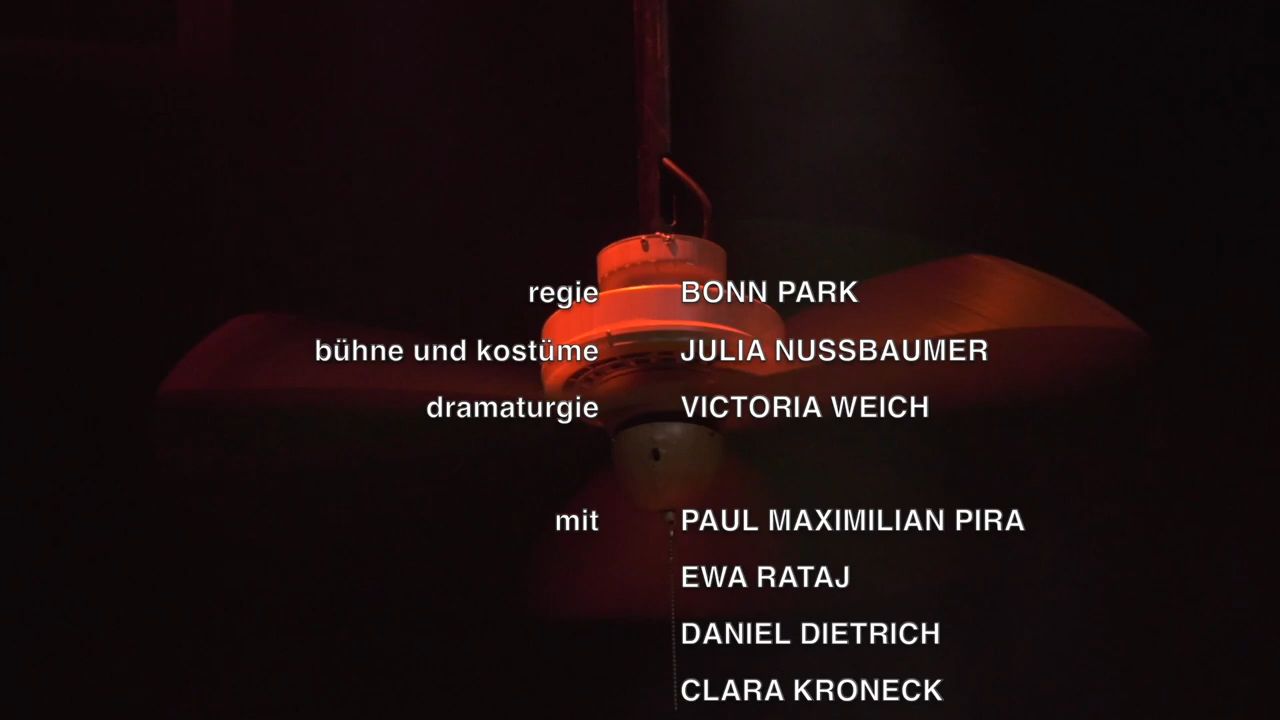 regie BONN PARK
bühne und kostüme JULIA NUSSBAUMER
dramaturgie VICTORIA WEICH
mit PAUL MAXIMILIAN PIRA
EWA RATAJ
DANIEL DIETRICH
CLARA KRONECK